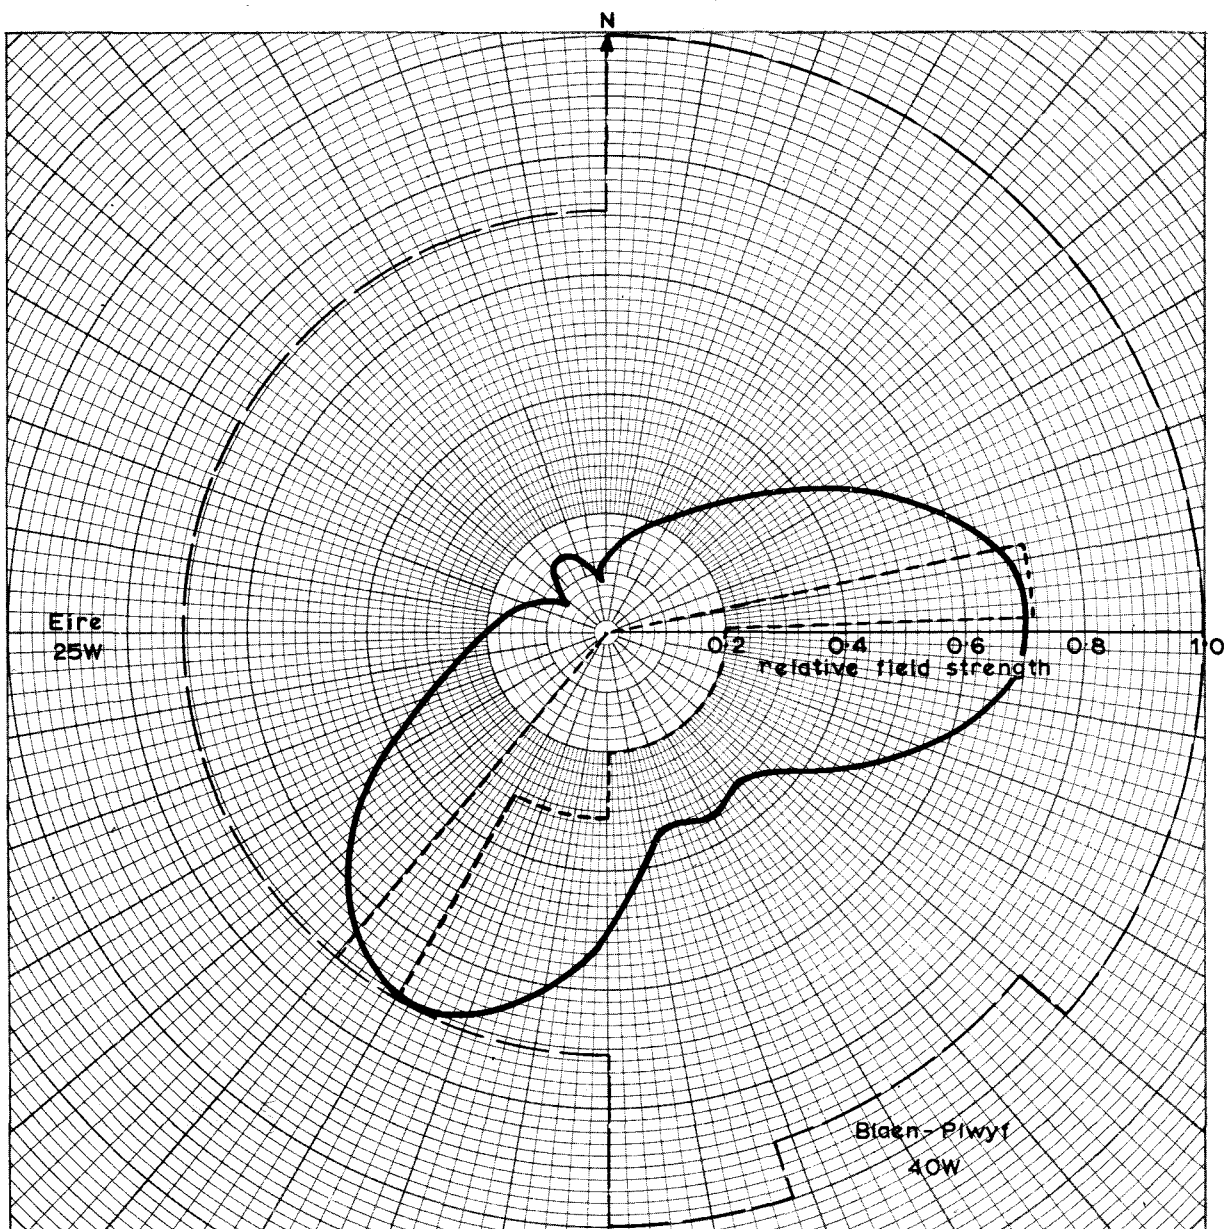 N
Eire
25W
0·2 0·4 0·6 0·8 1·0
relative field strength
Blaen-Plwyf
40W